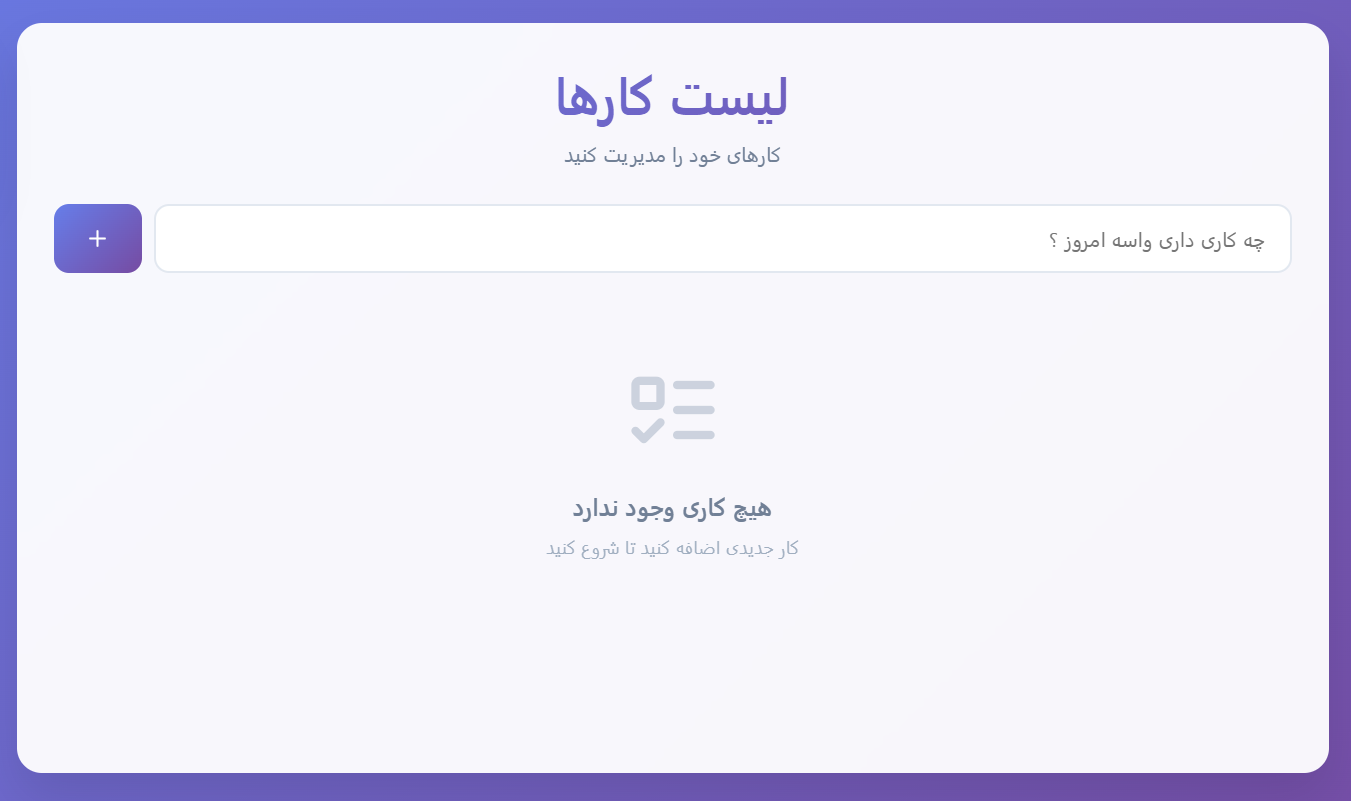 لیست کارها
کارهای خود را مدیریت کنید
چه کاری داری واسه امروز ؟
+
هیچ کاری وجود ندارد
کار جدیدی اضافه کنید تا شروع کنید